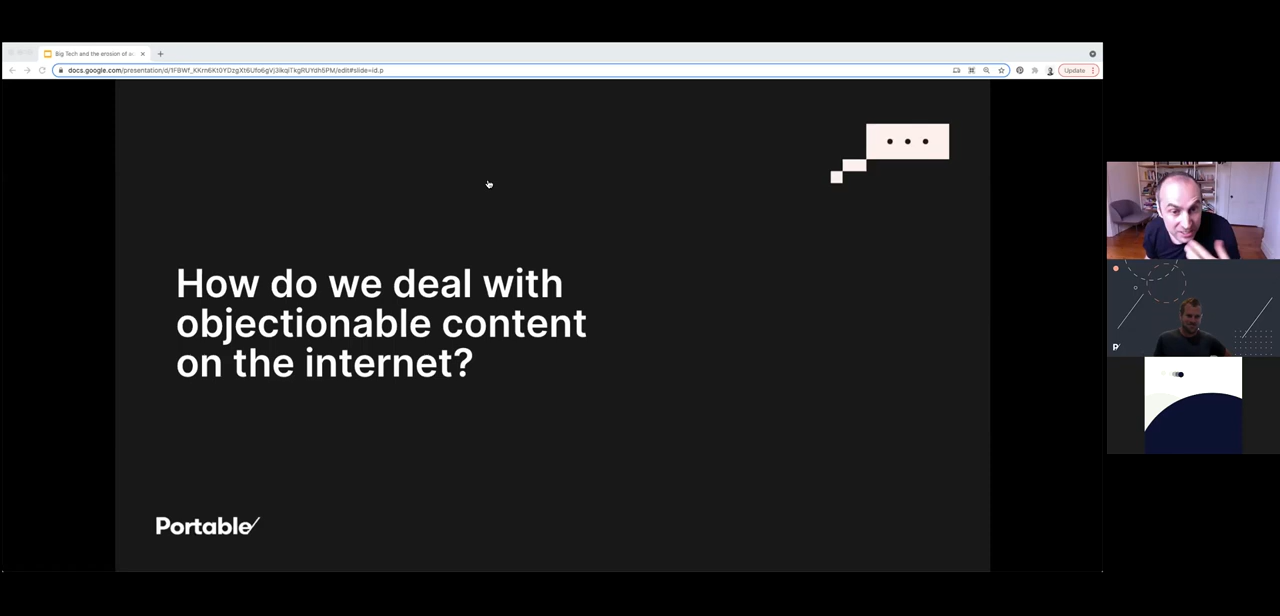 Big Tech and the erosion of
docs.google.com/presentation/d/1FBWf_KKrn6Kt0YDzgXt6Ufo6gVj3lkqiTkgRUYdh5PM/edit#slide=id.p
Update
How do we deal with
objectionable content
on the internet?
Portable
P